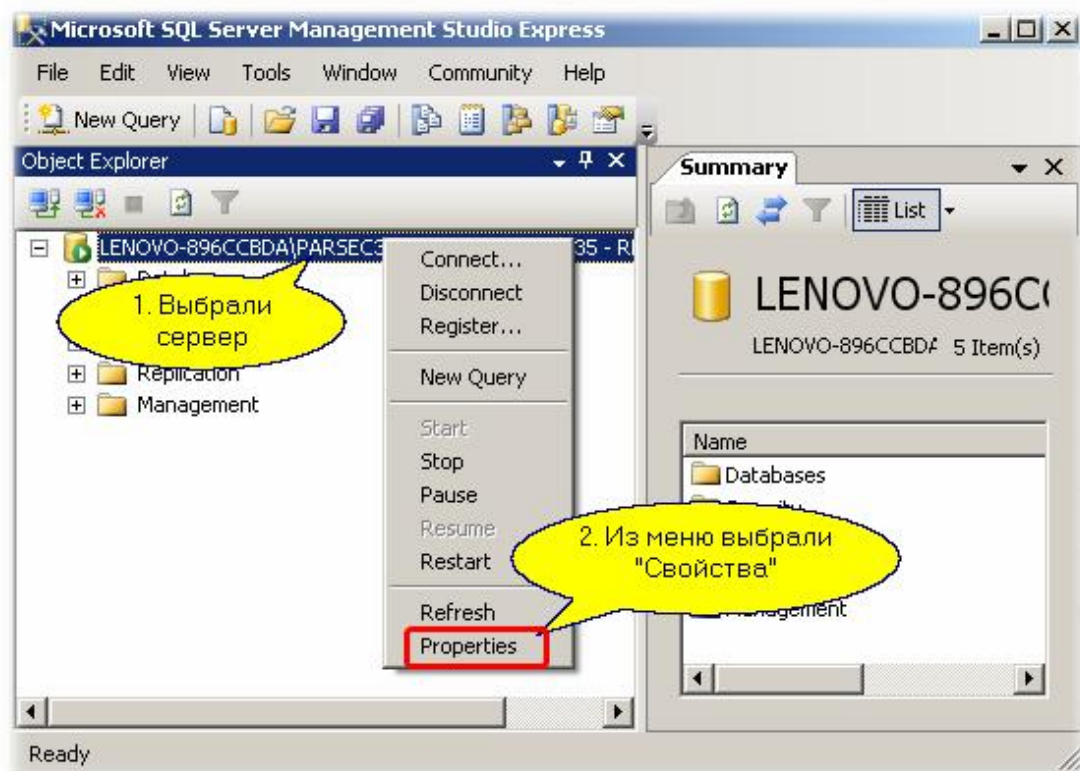 Microsoft SQL Server Management Studio Express
File Edit View Tools Window Community Help
New Query
Object Explorer
LENOVO-896CCBDA\PARSEC3
35 - R
Replication
Management
1. Выбрали
сервер
Connect...
Disconnect
Register...
New Query
Start
Stop
Pause
Resume
Restart
Refresh
Properties
2. Из меню выбрали
"Свойства"
Summary
List
LENOVO-896C
LENOVO-896CCBDA 5 Item(s)
Name
Databases
Management
Ready